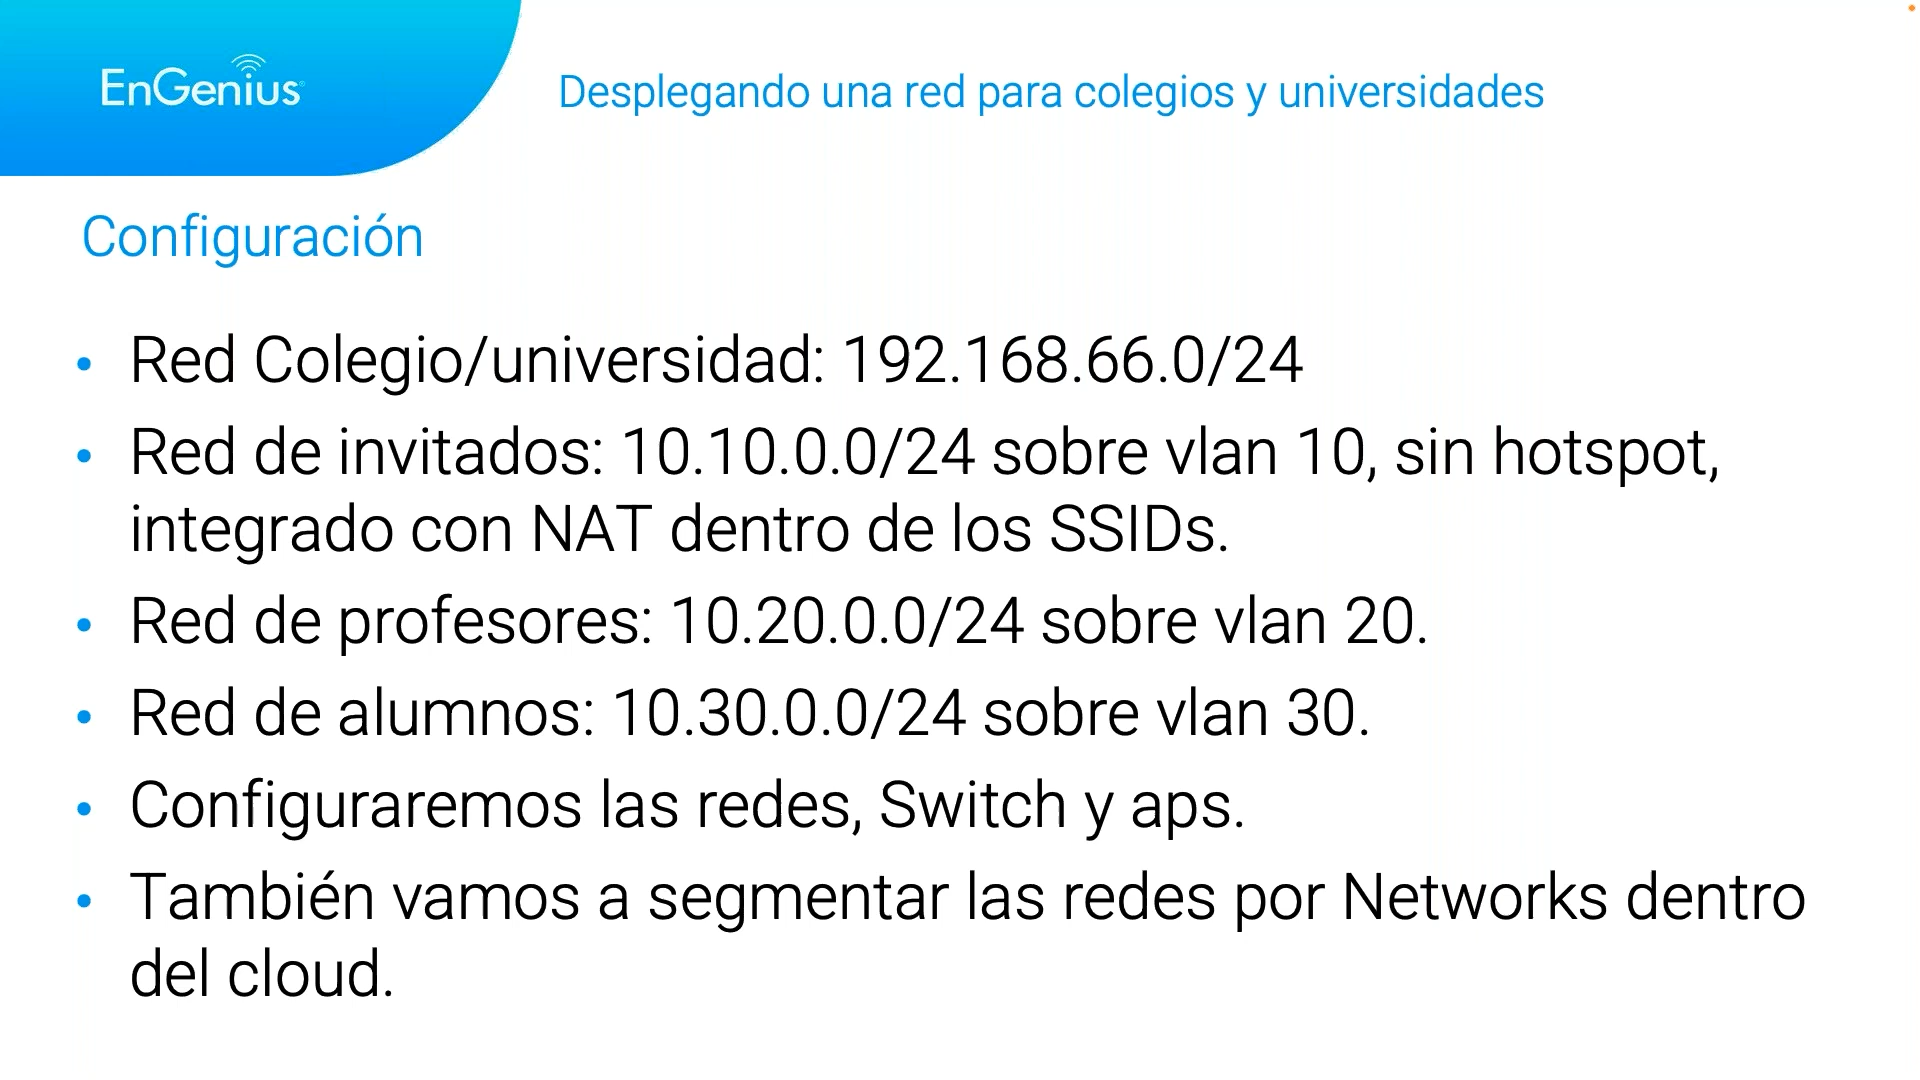 EnGenius
Desplegando una red para colegios y universidades
Configuración
• Red Colegio/universidad: 192.168.66.0/24
• Red de invitados: 10.10.0.0/24 sobre vlan 10, sin hotspot,
integrado con NAT dentro de los SSIDs.
• Red de profesores: 10.20.0.0/24 sobre vlan 20.
• Red de alumnos: 10.30.0.0/24 sobre vlan 30.
• Configuraremos las redes, Switch y aps.
• También vamos a segmentar las redes por Networks dentro
del cloud.